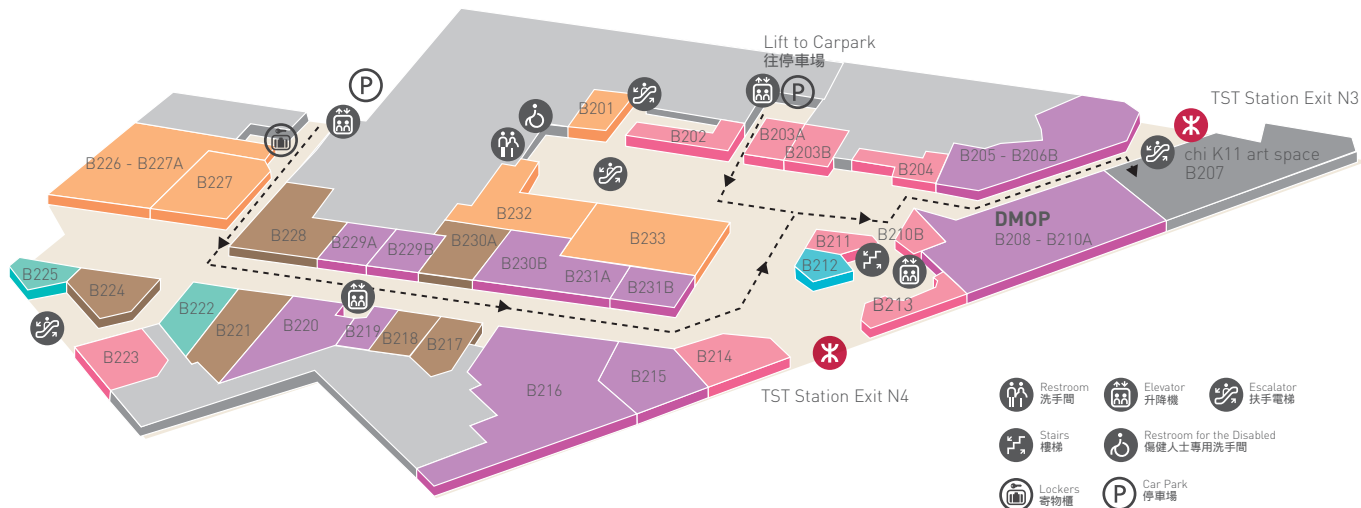 Lift to Carpark
往停車場
P
P
TST Station Exit N3
B201
B202
B203A
B203B
B204
B205 - B206B
chi K11 art space
B207
B226 - B227A
B227
B232
B233
B228
B229A
B229B
B230A
B230B
B231A
B231B
DMOP
B208 - B210A
B210B
B211
B212
B213
B225
B224
B222
B221
B220
B219
B218
B217
B223
B216
B215
B214
TST Station Exit N4
Restroom
洗手間
Elevator
升降機
Escalator
扶手電梯
Stairs
樓梯
Restroom for the Disabled
傷健人士專用洗手間
Lockers
寄物櫃
P
Car Park
停車場